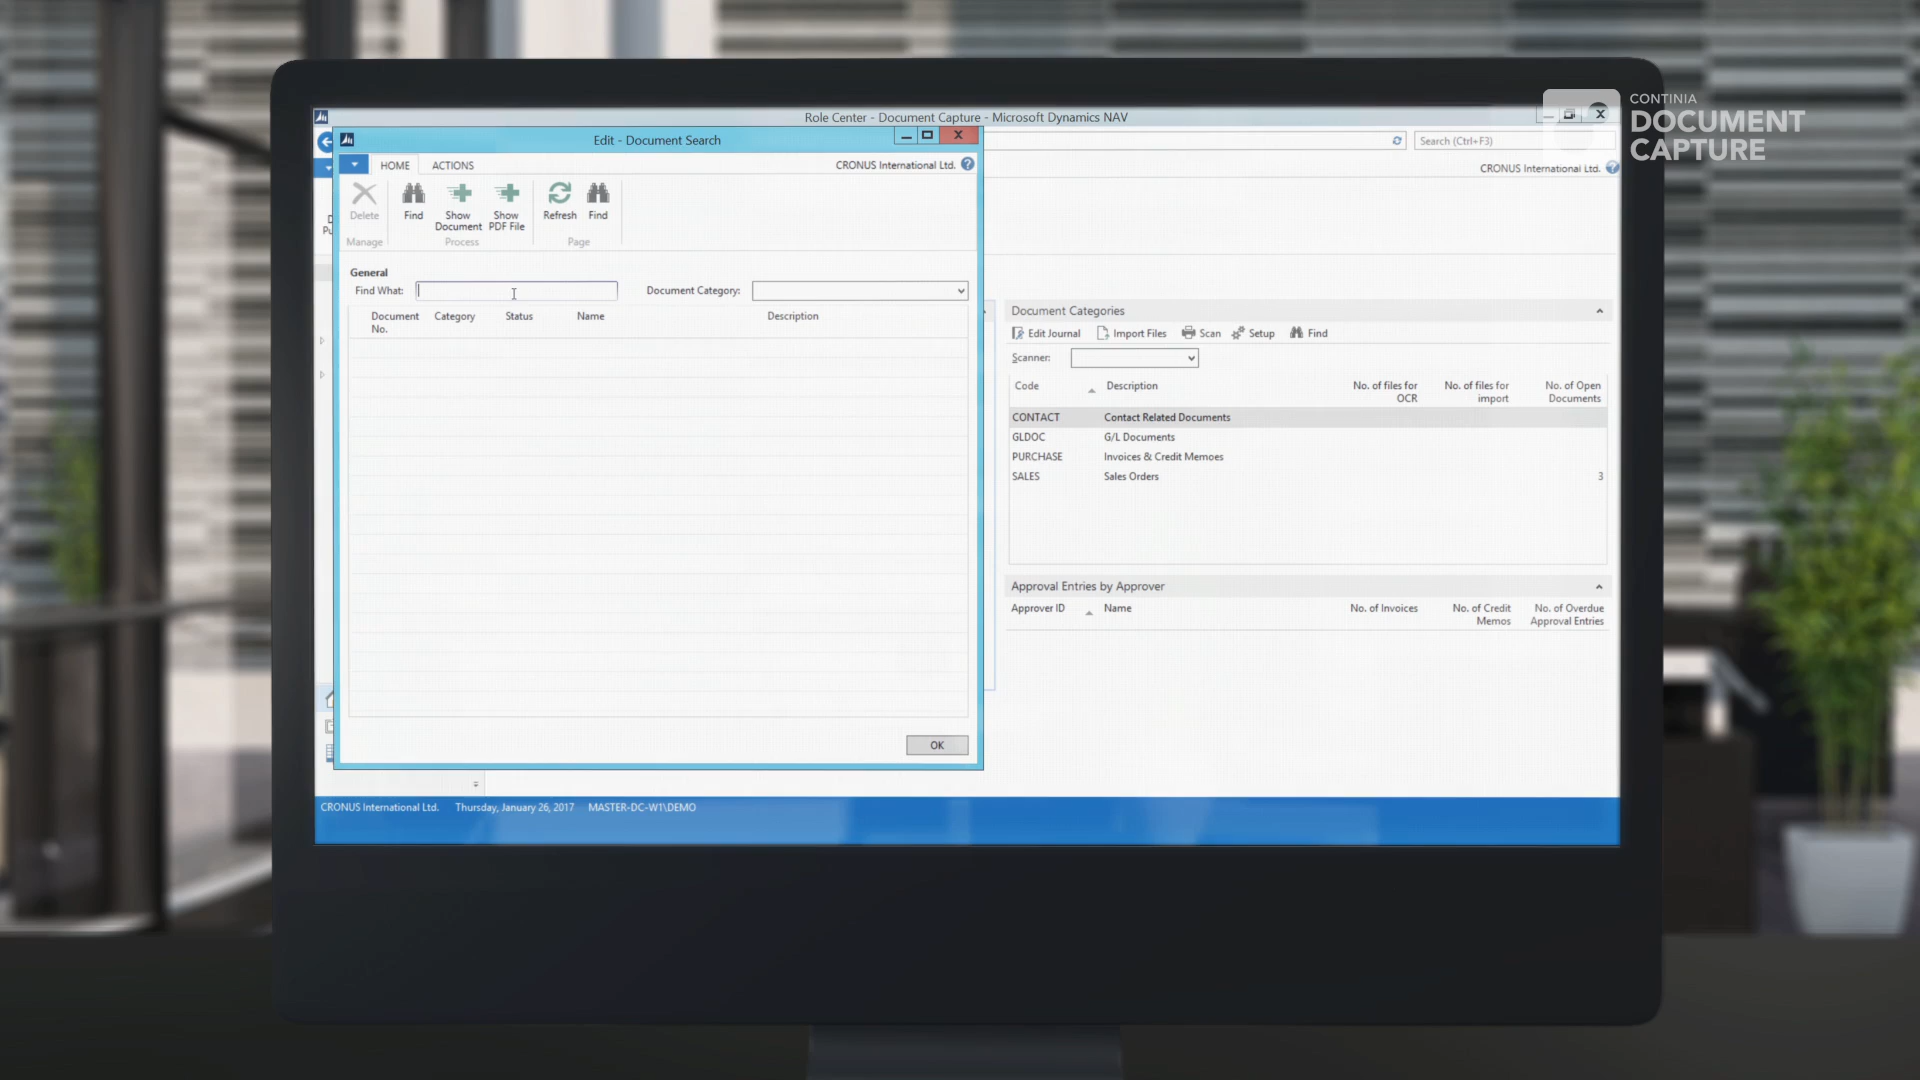 CONTINIA
DOCUMENT
CAPTURE
Role Center - Document Capture - Microsoft Dynamics NAV
Search (Ctrl+F3)
CRONUS International Ltd.
Edit - Document Search
HOME
ACTIONS
CRONUS International Ltd.
Delete
Find
Show
Document
Show
PDF File
Refresh
Find
Manage
Process
Page
General
Find What:
Document Category:
Document
No.
Category
Status
Name
Description
OK
Document Categories
Edit Journal
Import Files
Scan
Setup
Find
Scanner:
Code
Description
No. of files for
OCR
No. of files for
import
No. of Open
Documents
CONTACT Contact Related Documents
GLDOC G/L Documents
PURCHASE Invoices & Credit Memoes
SALES Sales Orders 3
Approval Entries by Approver
Approver ID
Name
No. of Invoices
No. of Credit
Memos
No. of Overdue
Approval Entries
CRONUS International Ltd. Thursday, January 26, 2017 MASTER-DC-W1\DEMO